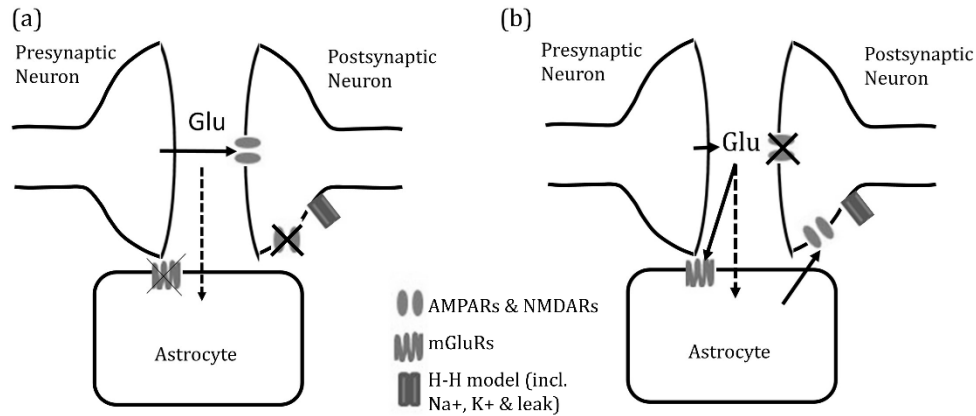 (a)
Presynaptic
Neuron
Postsynaptic
Neuron
Glu
Astrocyte
(b)
Presynaptic
Neuron
Postsynaptic
Neuron
Glu
Astrocyte
AMPARs & NMDARs
mGluRs
H-H model (incl.
Na+, K+ & leak)